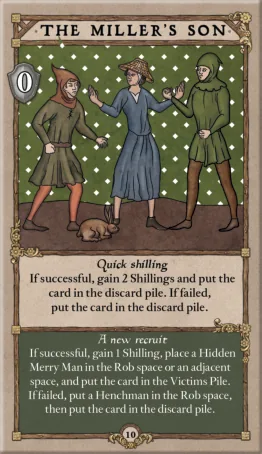 THE MILLER'S SON
0
Quick shilling
If successful, gain 2 Shillings and put the
card in the discard pile. If failed,
put the card in the discard pile.
A new recruit
If successful, gain 1 Shilling, place a Hidden
Merry Man in the Rob space or an adjacent
space, and put the card in the Victims Pile.
If failed, put a Henchman in the Rob space,
then put the card in the discard pile.
10